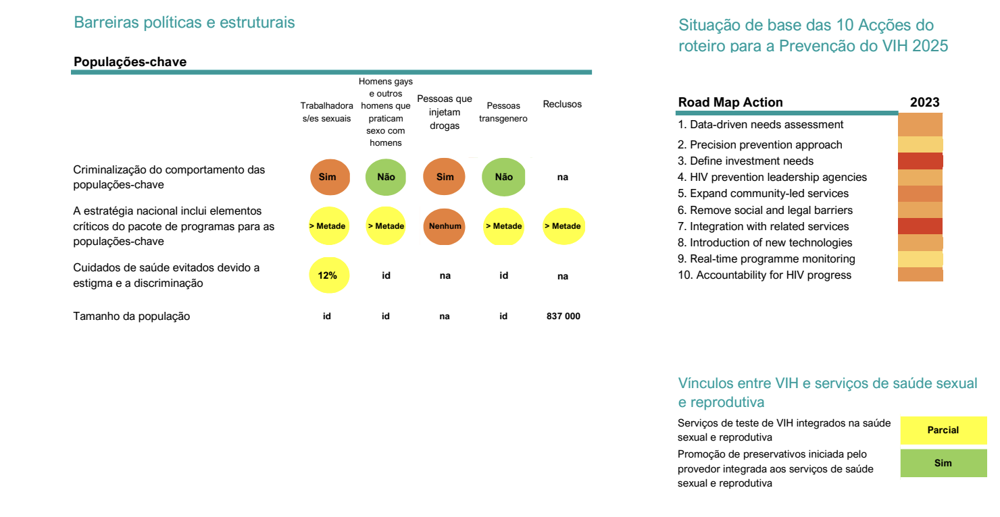 Barreiras políticas e estruturais
Populações-chave
Trabalhadora
s/es sexuais
Homens gays
e outros
homens que
praticam
sexo com
homens
Pessoas que
injetam
drogas
Pessoas
transgenero
Reclusos
Criminalização do comportamento das
populações-chave
Sim
Não
Sim
Não
na
A estratégia nacional inclui elementos
críticos do pacote de programas para as
populações-chave
> Metade
> Metade
Nenhum
> Metade
> Metade
Cuidados de saúde evitados devido a
estigma e a discriminação
12%
id
na
id
na
Tamanho da população
id
id
na
id
837 000
Situação de base das 10 Acções do
roteiro para a Prevenção do VIH 2025
Road Map Action 2023
1. Data-driven needs assessment
2. Precision prevention approach
3. Define investment needs
4. HIV prevention leadership agencies
5. Expand community-led services
6. Remove social and legal barriers
7. Integration with related services
8. Introduction of new technologies
9. Real-time programme monitoring
10. Accountability for HIV progress
Vínculos entre VIH e serviços de saúde sexual
e reprodutiva
Serviços de teste de VIH integrados na saúde
sexual e reprodutiva
Parcial
Promoção de preservativos iniciada pelo
provedor integrada aos serviços de saúde
sexual e reprodutiva
Sim